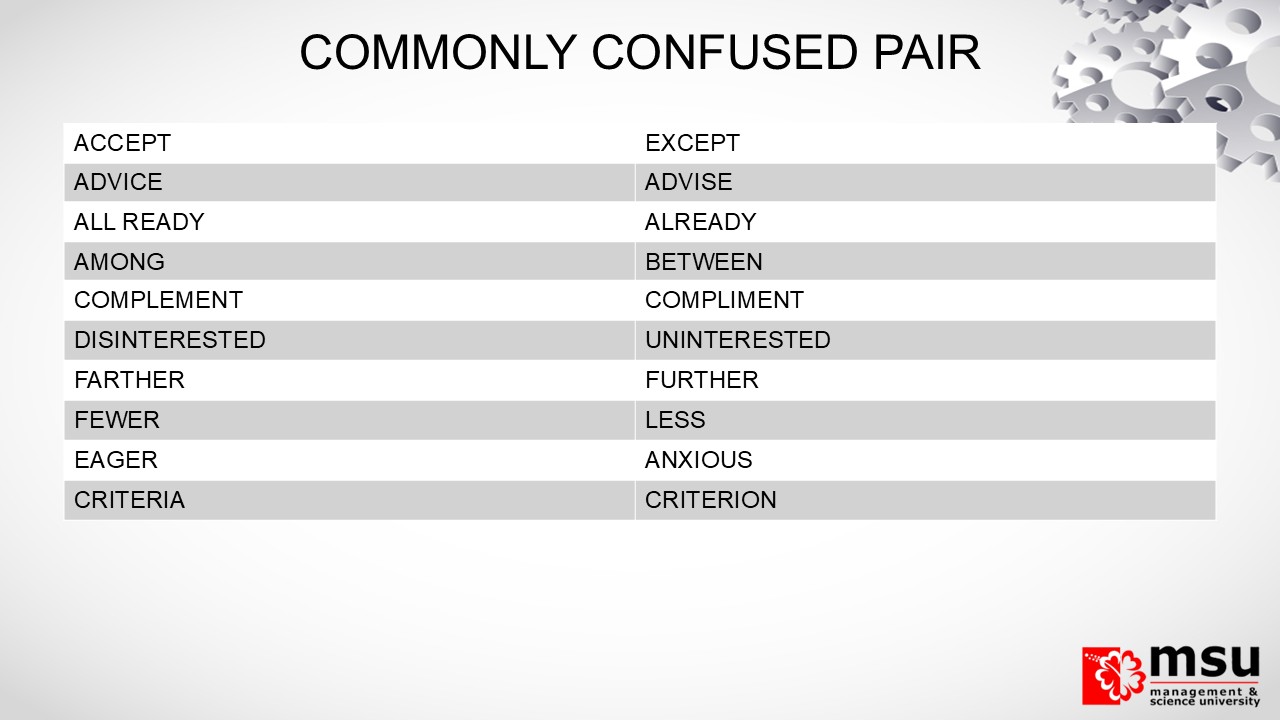 COMMONLY CONFUSED PAIR
ACCEPT EXCEPT
ADVICE ADVISE
ALL READY ALREADY
AMONG BETWEEN
COMPLEMENT COMPLIMENT
DISINTERESTED UNINTERESTED
FARTHER FURTHER
FEWER LESS
EAGER ANXIOUS
CRITERIA CRITERION
msu
management &
science university